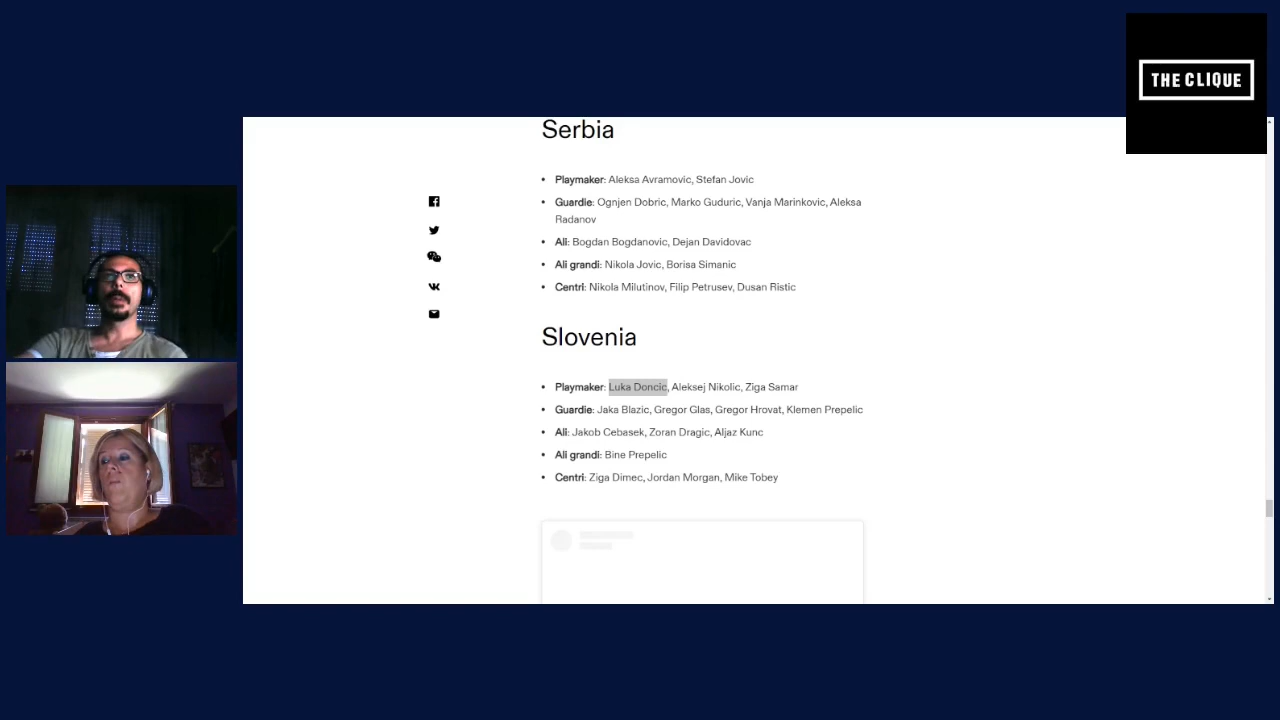 THE CLIQUE
Serbia
Playmaker: Aleksa Avramovic, Stefan Jovic
Guardie: Ognjen Dobric, Marko Guduric, Vanja Marinkovic, Aleksa
Radanov
Ali: Bogdan Bogdanovic, Dejan Davidovac
Ali grandi: Nikola Jovic, Borisa Simanic
Centri: Nikola Milutinov, Filip Petrusev, Dusan Ristic
Slovenia
Playmaker: Luka Doncic, Aleksej Nikolic, Ziga Samar
Guardie: Jaka Blazic, Gregor Glas, Gregor Hrovat, Klemen Prepelic
Ali: Jakob Cebasek, Zoran Dragic, Aljaz Kunc
Ali grandi: Bine Prepelic
Centri: Ziga Dimec, Jordan Morgan, Mike Tobey